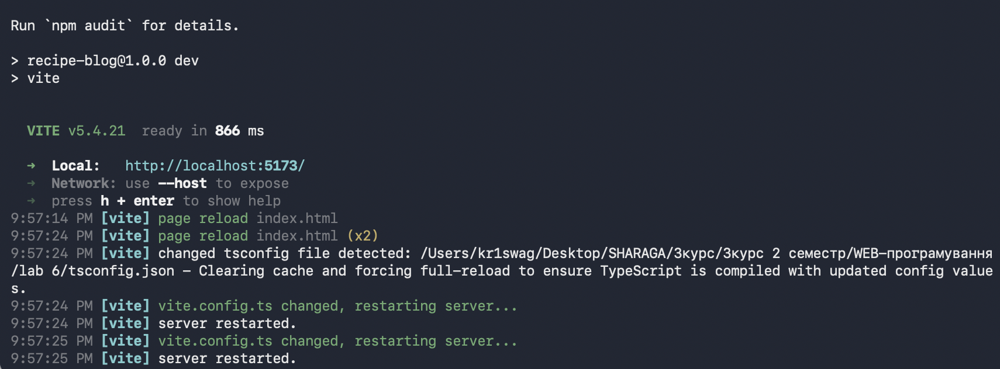 Run `npm audit` for details.
> recipe-blog@1.0.0 dev
> vite
VITE v5.4.21  ready in 866 ms
➜  Local:   http://localhost:5173/
➜  Network: use --host to expose
➜  press h + enter to show help
9:57:14 PM [vite] page reload index.html
9:57:24 PM [vite] page reload index.html (x2)
9:57:24 PM [vite] changed tsconfig file detected: /Users/kr1swag/Desktop/SHARAGA/3курс/3курс 2 семестр/WEB-програмування
/lab 6/tsconfig.json - Clearing cache and forcing full-reload to ensure TypeScript is compiled with updated config value
s.
9:57:24 PM [vite] vite.config.ts changed, restarting server...
9:57:24 PM [vite] server restarted.
9:57:25 PM [vite] vite.config.ts changed, restarting server...
9:57:25 PM [vite] server restarted.